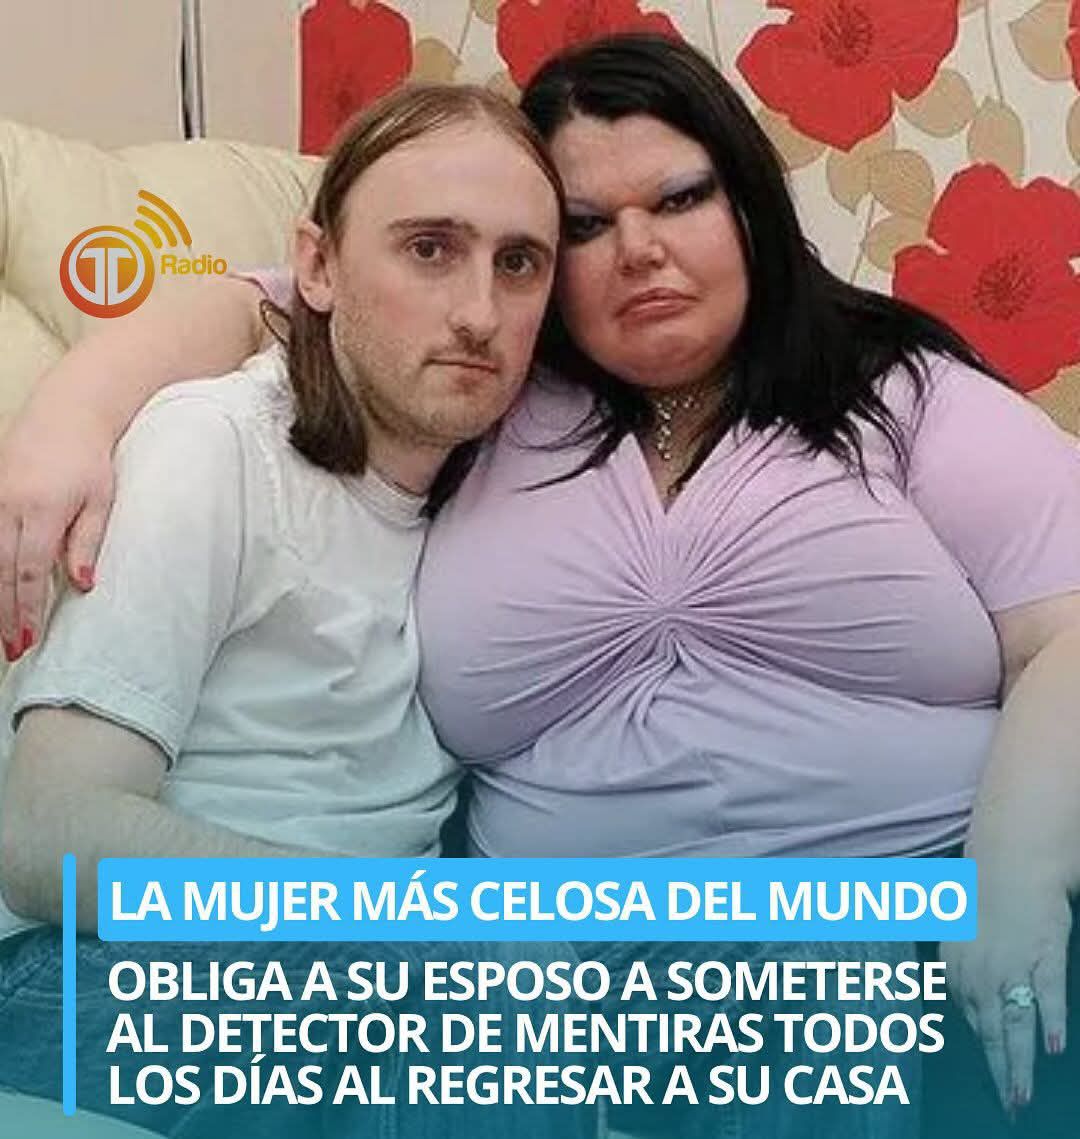 Radio
LA MUJER MÁS CELOSA DEL MUNDO
OBLIGA A SU ESPOSO A SOMETERSE
AL DETECTOR DE MENTIRAS TODOS
LOS DÍAS AL REGRESAR A SU CASA